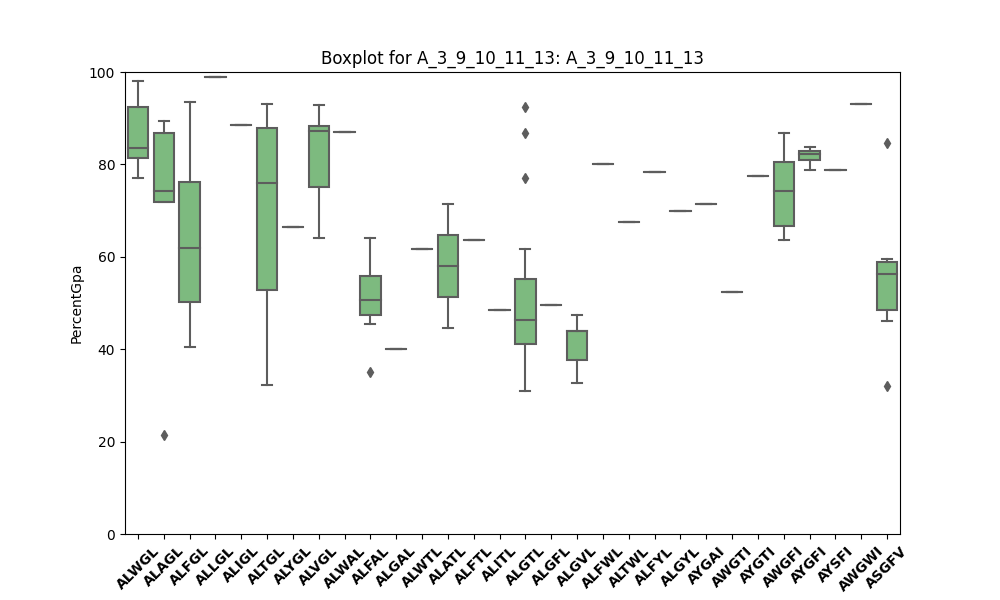 Boxplot for A_3_9_10_11_13: A_3_9_10_11_13
PercentGpa
100
80
60
40
20
0
ALWGL
ALAGL
ALFGL
ALLGL
ALIGL
ALTGL
ALYGL
ALVGL
ALWAL
ALFAL
ALGAL
ALWTL
ALATL
ALFTL
ALITL
ALGTL
ALGFL
ALGVL
ALFWL
ALTWL
ALFYL
ALGYL
AYGAI
AWGTI
AYGTI
AWGFI
AYGFI
AYSFI
AWGWI
ASGFV